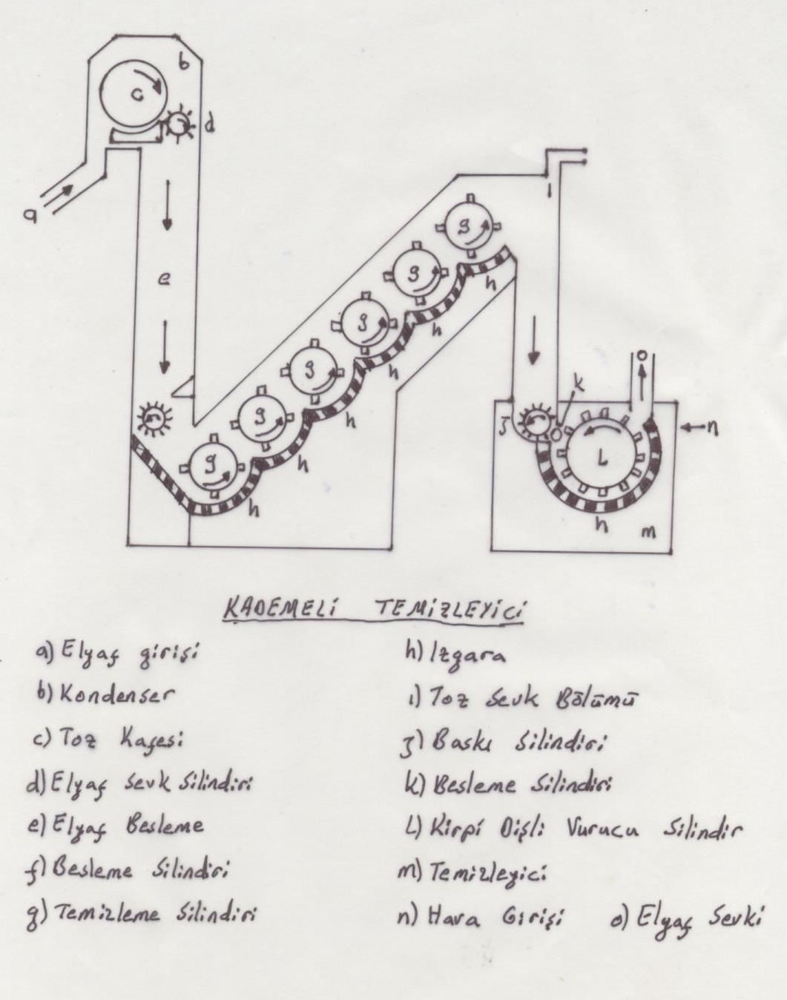 b
c
d
a
g
ı
e
h
g
h
g
h
k
g
h
o
g
h
j
n
g
L
h
h
m
KADEMELİ TEMİZLEYİCİ
a) Elyaf girişi
b) Kondenser
c) Toz Kafesi
d) Elyaf Sevk Silindiri
e) Elyaf Besleme
f) Besleme Silindiri
g) Temizleme Silindiri
h) Izgara
ı) Toz Sevk Bölümü
j) Baskı Silindiri
k) Besleme Silindiri
L) Kirpi Dişli Vurucu Silindir
m) Temizleyici
n) Hava Girişi
o) Elyaf Sevki